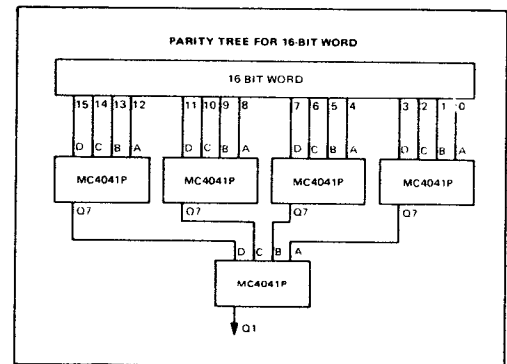 PARITY TREE FOR 16-BIT WORD
16 BIT WORD
15 14 13 12 11 10 9 8 7 6 5 4 3 2 1 0
D C B A D C B A D C B A D C B A
MC4041P MC4041P MC4041P MC4041P
Q7 Q7 Q7 Q7
D C B A
MC4041P
Q1